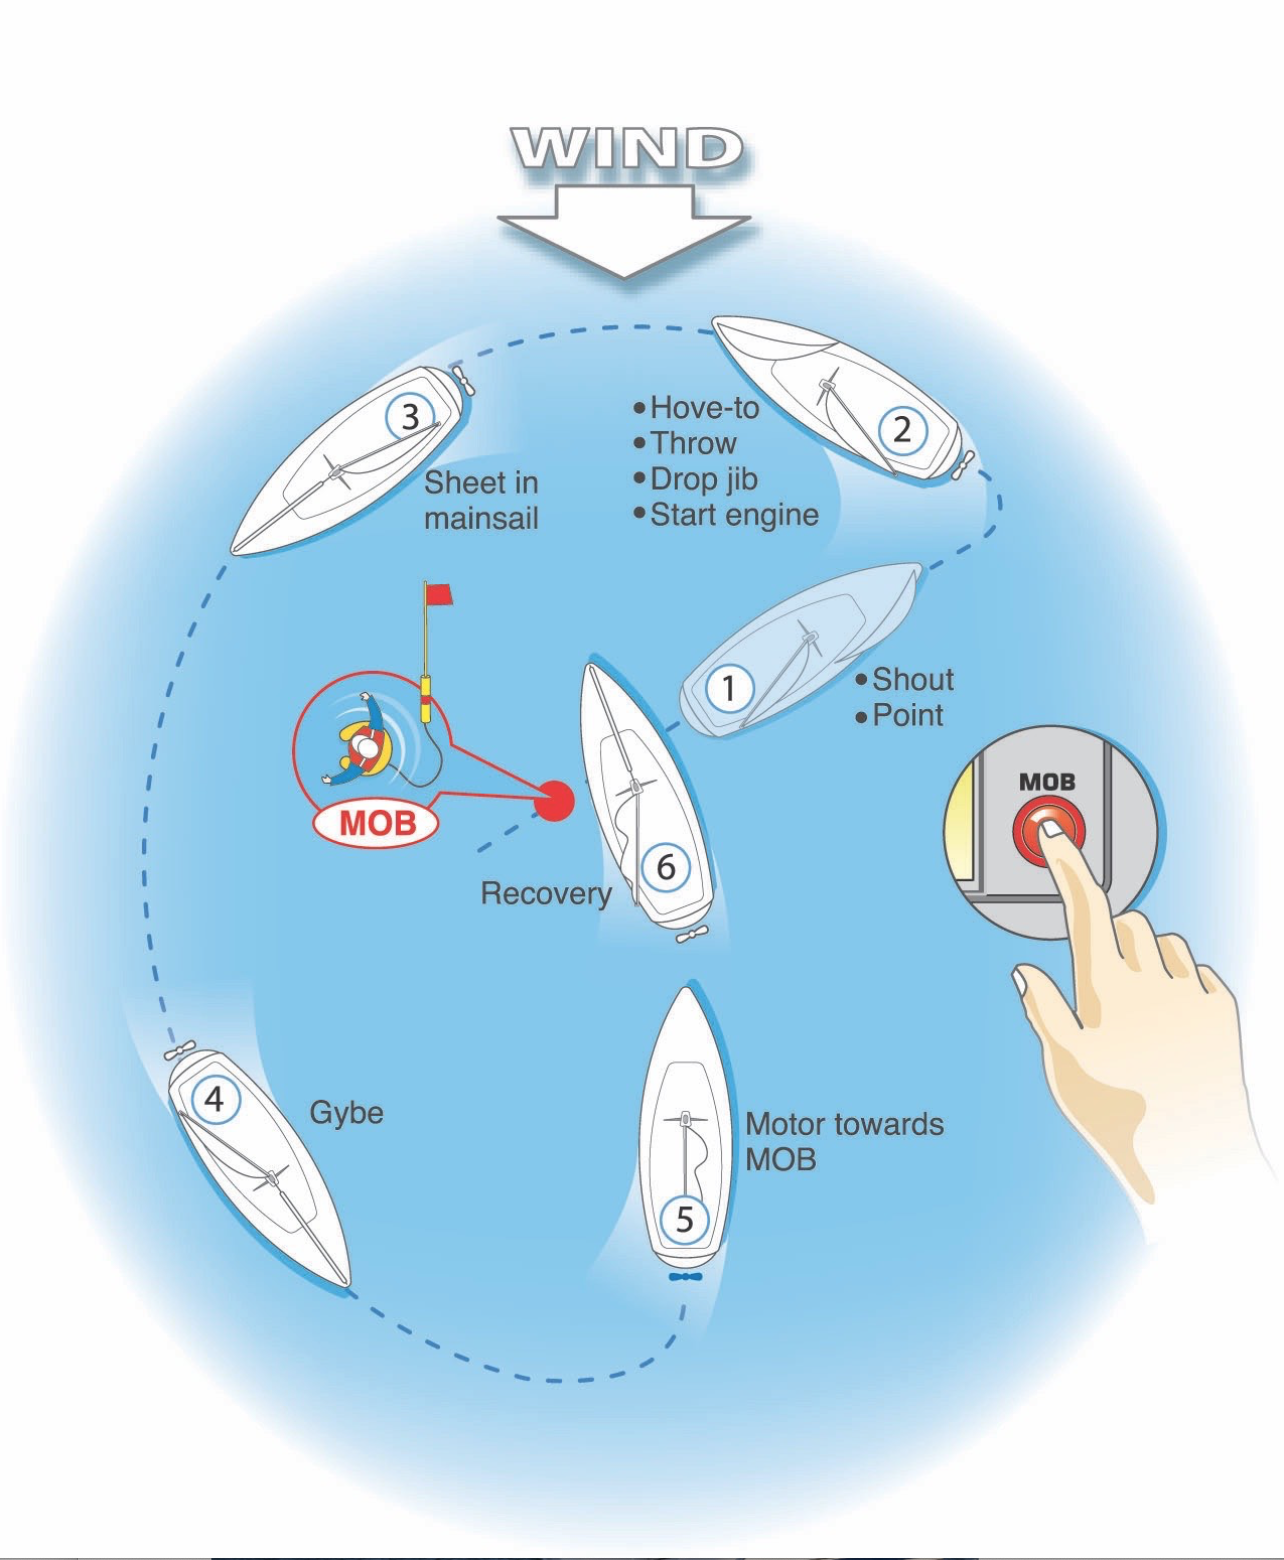 WIND
3
Sheet in
mainsail
• Hove-to
• Throw
• Drop jib
• Start engine
2
1
• Shout
• Point
MOB
MOB
6
Recovery
4
Gybe
Motor towards
MOB
5